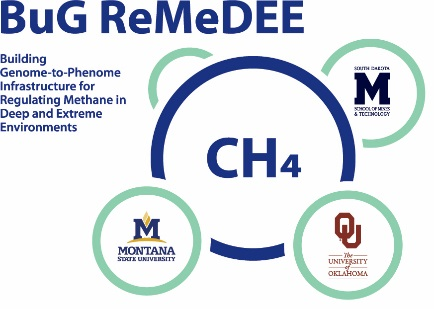 BuG ReMeDEE
Building
Genome-to-Phenome
Infrastructure for
Regulating Methane in
Deep and Extreme
Environments
SOUTH DAKOTA
M
SCHOOL OF MINES
& TECHNOLOGY
CH4
M
MONTANA
STATE UNIVERSITY
OU
The
UNIVERSITY
of
OKLAHOMA